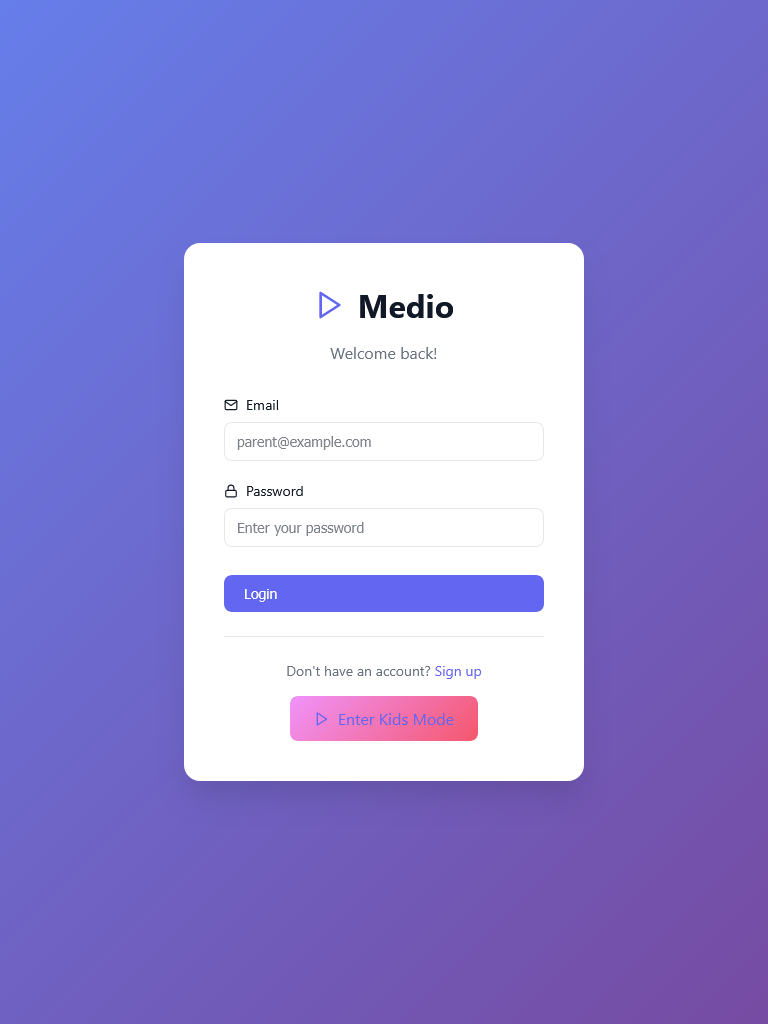 Medio
Welcome back!
Email
parent@example.com
Password
Enter your password
Login
Don't have an account? Sign up
Enter Kids Mode